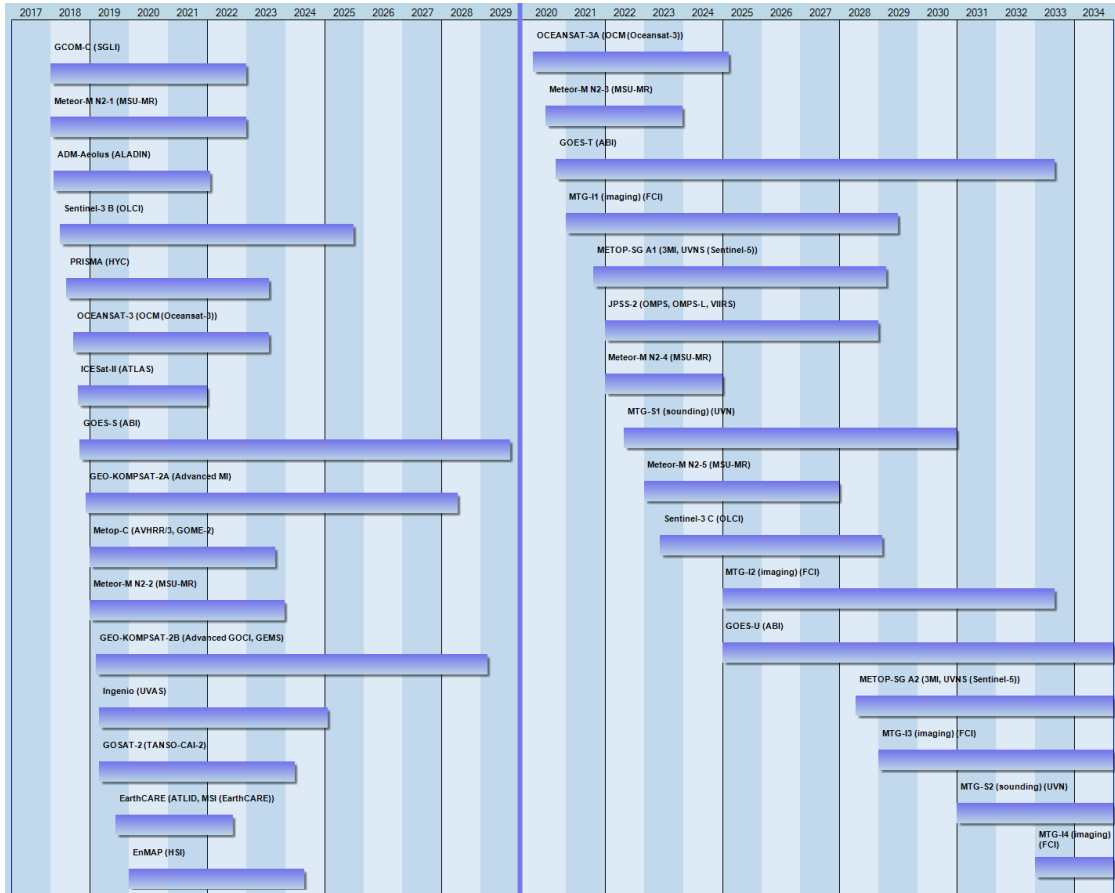 2017 2018 2019 2020 2021 2022 2023 2024 2025 2026 2027 2028 2029
GCOM-C (SGLI)
Meteor-M N2-1 (MSU-MR)
ADM-Aeolus (ALADIN)
Sentinel-3 B (OLCI)
PRISMA (HYC)
OCEANSAT-3 (OCM (Oceansat-3))
ICESat-II (ATLAS)
GOES-S (ABI)
GEO-KOMPSAT-2A (Advanced MI)
Metop-C (AVHRR/3, GOME-2)
Meteor-M N2-2 (MSU-MR)
GEO-KOMPSAT-2B (Advanced GOCI, GEMS)
Ingenio (UVAS)
GOSAT-2 (TANSO-CAI-2)
EarthCARE (ATLID, MSI (EarthCARE))
EnMAP (HSI)
2020 2021 2022 2023 2024 2025 2026 2027 2028 2029 2030 2031 2032 2033 2034
OCEANSAT-3A (OCM (Oceansat-3))
Meteor-M N2-3 (MSU-MR)
GOES-T (ABI)
MTG-I1 (imaging) (FCI)
METOP-SG A1 (3MI, UVNS (Sentinel-5))
JPSS-2 (OMPS, OMPS-L, VIIRS)
Meteor-M N2-4 (MSU-MR)
MTG-S1 (sounding) (UVN)
Meteor-M N2-5 (MSU-MR)
Sentinel-3 C (OLCI)
MTG-I2 (imaging) (FCI)
GOES-U (ABI)
METOP-SG A2 (3MI, UVNS (Sentinel-5))
MTG-I3 (imaging) (FCI)
MTG-S2 (sounding) (UVN)
MTG-I4 (imaging)
(FCI)